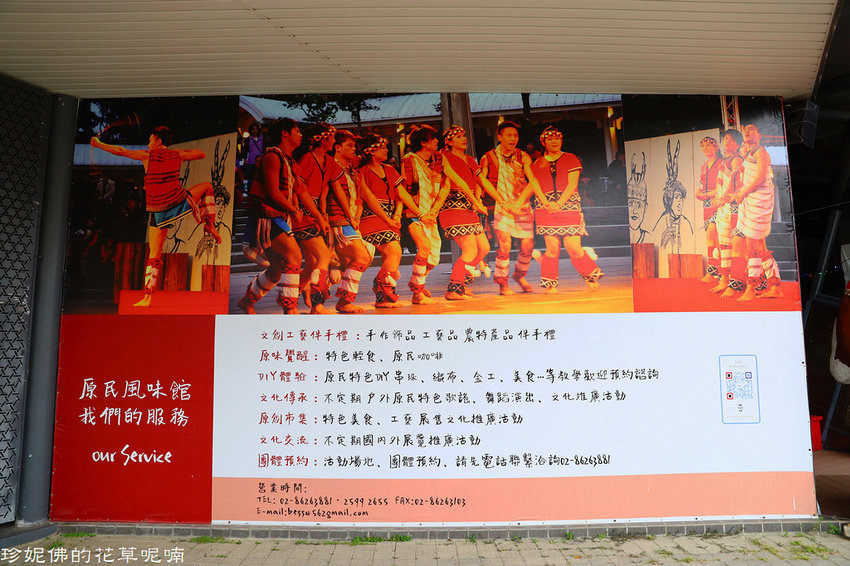 原民風味館
我們的服務
our Service
文創工藝伴手禮：手作飾品 工藝品 農特產品 伴手禮
原味覺醒：特色輕食、原民咖啡
DIY體驗：原民特色DIY 串珠、織布、金工、美食...等教學歡迎預約認詢
文化傳承：不定期戶外原民特色歌謠、舞蹈演出、文化推廣活動
原創市集：特色美食、工藝展售文化推廣活動
文化交流：不定期國內外展覽推廣活動
團體預約：活動場地、團體預約、請先電話聯繫洽詢02-86263881
營業時間：
TEL: 02-86263881・2599 2655 FAX:02-86263103
E-mail:bess4562gmail.com
珍妮佛的花草呢喃